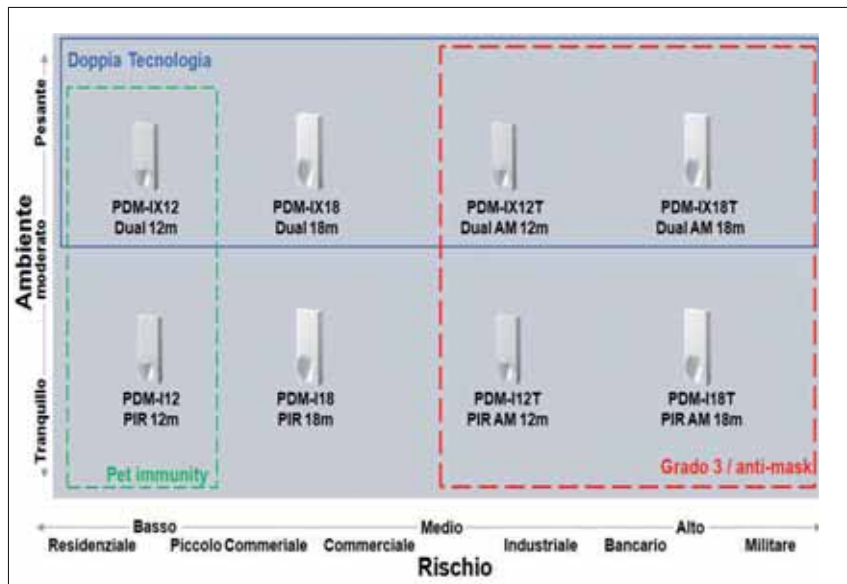 Doppia Tecnologia
Pesante
PDM-IX12
Dual 12m
PDM-IX18
Dual 18m
PDM-IX12T
Dual AM 12m
PDM-IX18T
Dual AM 18m
Ambiente
moderato
PDM-I12
PIR 12m
PDM-I18
PIR 18m
PDM-I12T
PIR AM 12m
PDM-I18T
PIR AM 18m
Tranquillo
Pet immunity
Grado 3 / anti-mask
Basso Medio Alto
Residenziale Piccolo Commeriale Commerciale Industriale Bancario Militare
Rischio